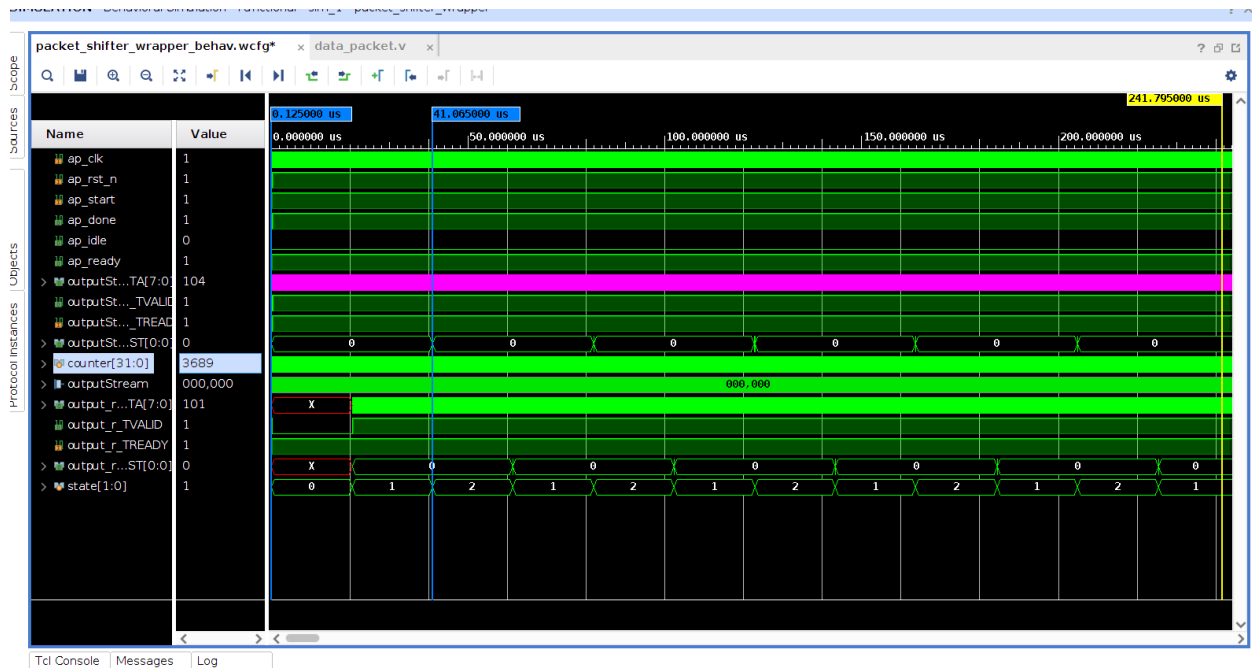 packet_shifter_wrapper_behav.wcfg* × data_packet.v ×
Scope
Sources
Objects
Protocol Instances
241.795000 us
0.125000 us 41.065000 us
Name Value
0.000000 us 50.000000 us 100.000000 us 150.000000 us 200.000000 us
ap_clk 1
ap_rst_n 1
ap_start 1
ap_done 1
ap_idle 0
ap_ready 1
outputSt...TA[7:0] 104
outputSt..._TVALID 1
outputSt..._TREAD 1
outputSt...ST[0:0] 0 0 0 0 0 0 0
counter[31:0] 3689
outputStream 000,000 000,000
output_r...TA[7:0] 101 X
output_r_TVALID 1
output_r_TREADY 1
output_r...ST[0:0] 0 X 0 0 0 0 0 0
state[1:0] 1 0 1 2 1 2 1 2 1 2 1 2 1
Tcl Console Messages Log